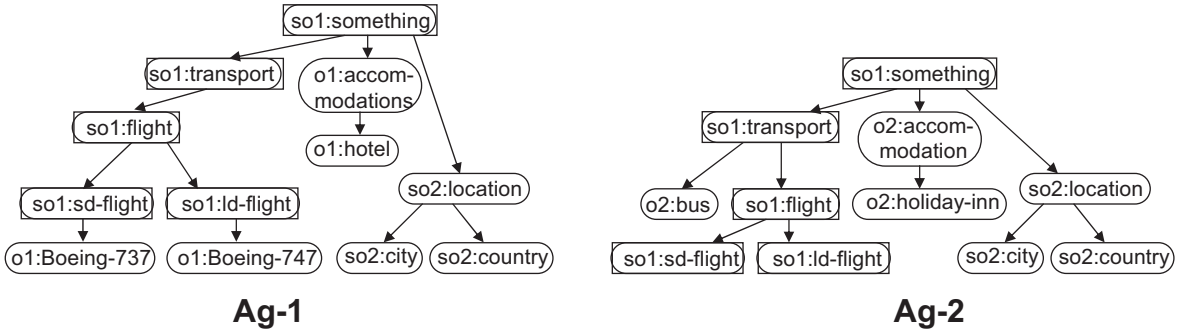 so1:something
so1:transport
o1:accom-
modations
so1:flight
o1:hotel
so2:location
so1:sd-flight
so1:ld-flight
o1:Boeing-737
o1:Boeing-747
so2:city
so2:country
Ag-1
so1:something
so1:transport
o2:accom-
modation
o2:bus
so1:flight
o2:holiday-inn
so2:location
so1:sd-flight
so1:ld-flight
so2:city
so2:country
Ag-2